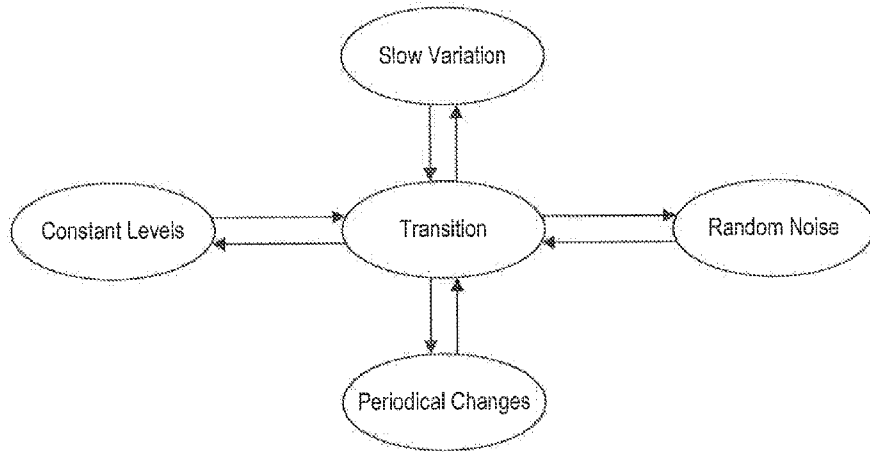 Slow Variation
Constant Levels
Transition
Random Noise
Periodical Changes